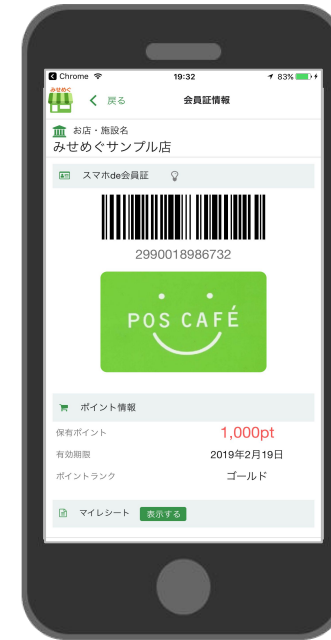 Chrome 19:32 83%
みせめぐ
戻る 会員証情報
お店・施設名
みせめぐサンプル店
スマホde会員証
2990018986732
POS CAFÉ
ポイント情報
保有ポイント 1,000pt
有効期限 2019年2月19日
ポイントランク ゴールド
マイレシート 表示する